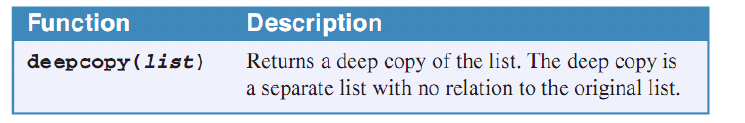 Function Description
deepcopy(list) Returns a deep copy of the list. The deep copy is
a separate list with no relation to the original list.